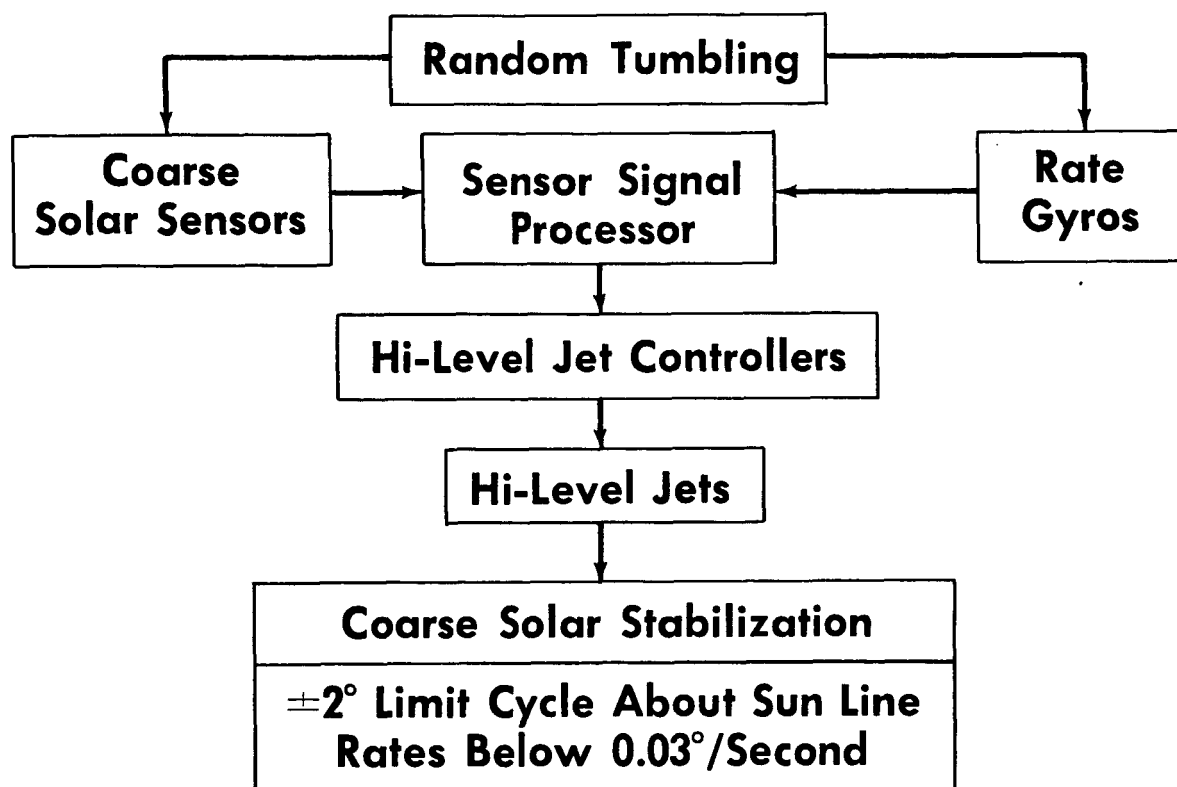 Random Tumbling
Coarse
Solar Sensors
Sensor Signal
Processor
Rate
Gyros
Hi-Level Jet Controllers
Hi-Level Jets
Coarse Solar Stabilization
±2° Limit Cycle About Sun Line
Rates Below 0.03°/Second